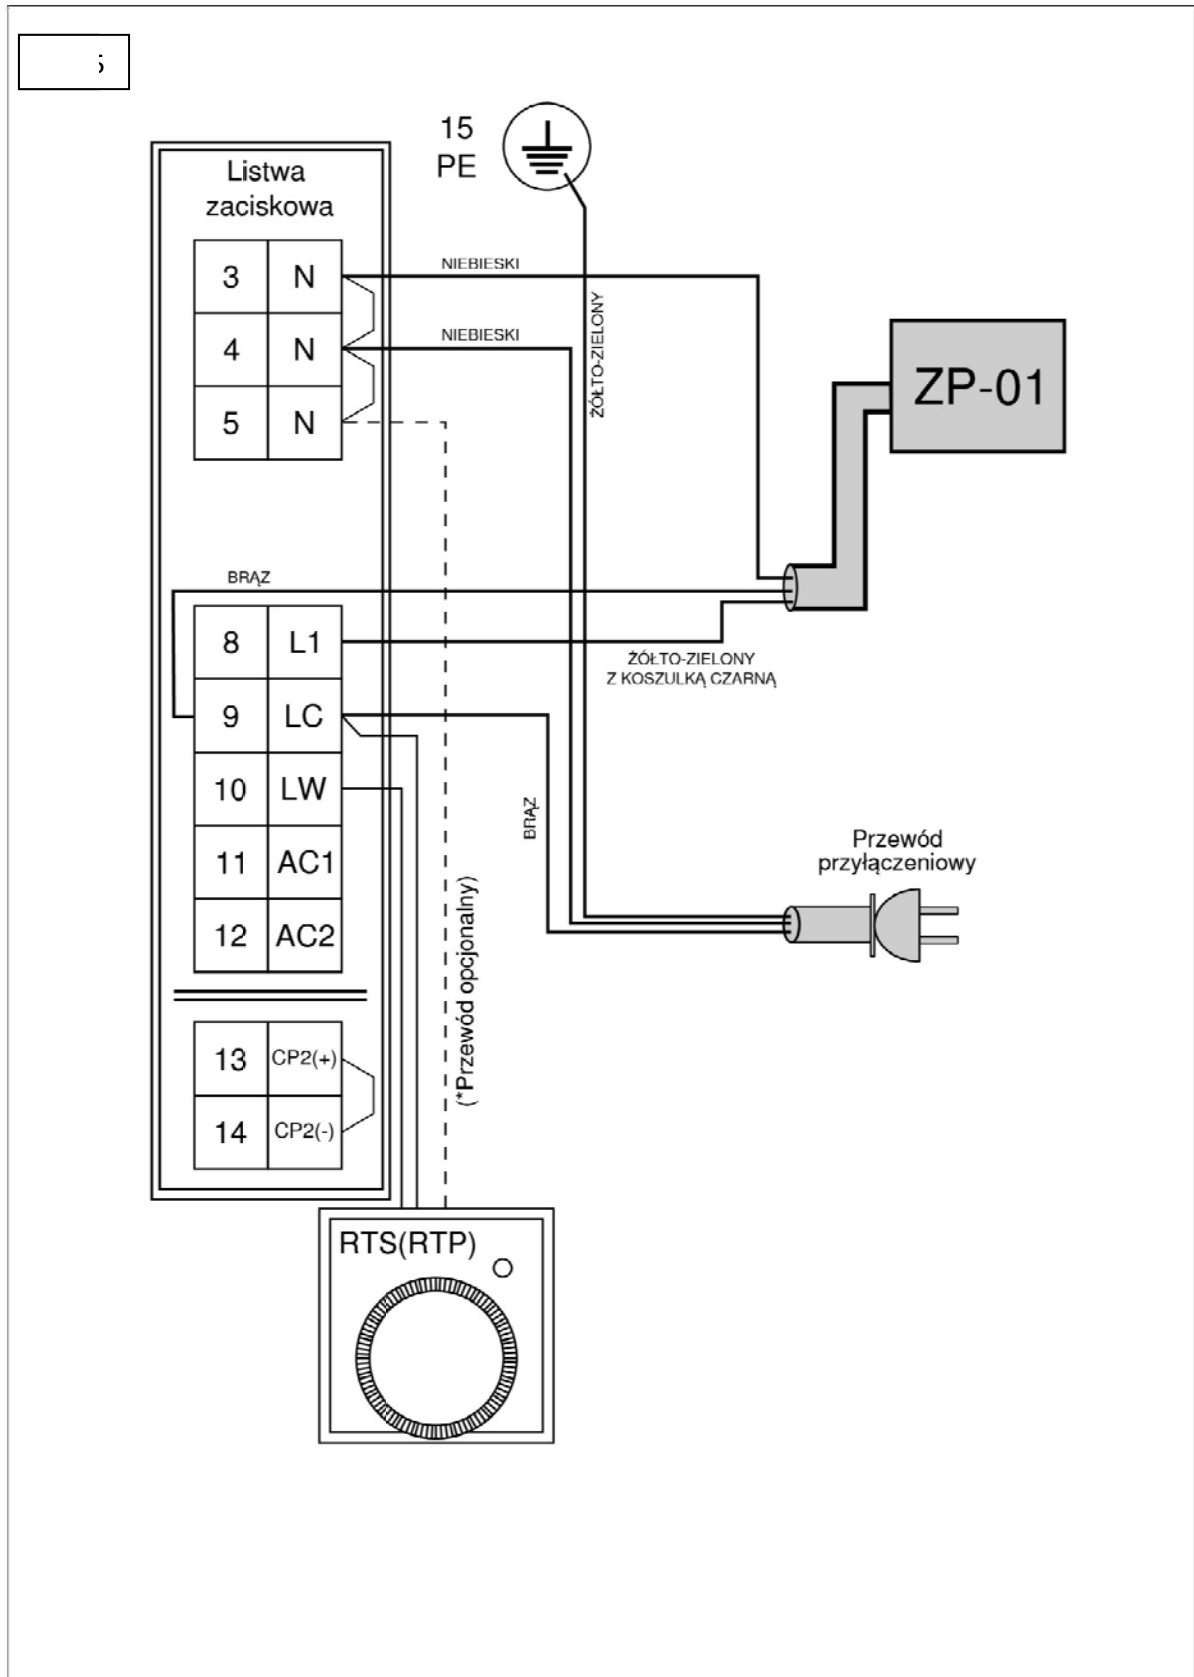 15
PE
Listwa
zaciskowa
3 N
4 N
5 N
NIEBIESKI
NIEBIESKI
ŻÓŁTO-ZIELONY
ZP-01
BRĄZ
8 L1
9 LC
10 LW
11 AC1
12 AC2
ŻÓŁTO-ZIELONY
Z KOSZULKĄ CZARNĄ
BRĄZ
Przewód
przyłączeniowy
(*Przewód opcjonalny)
13 CP2(+)
14 CP2(-)
RTS(RTP)